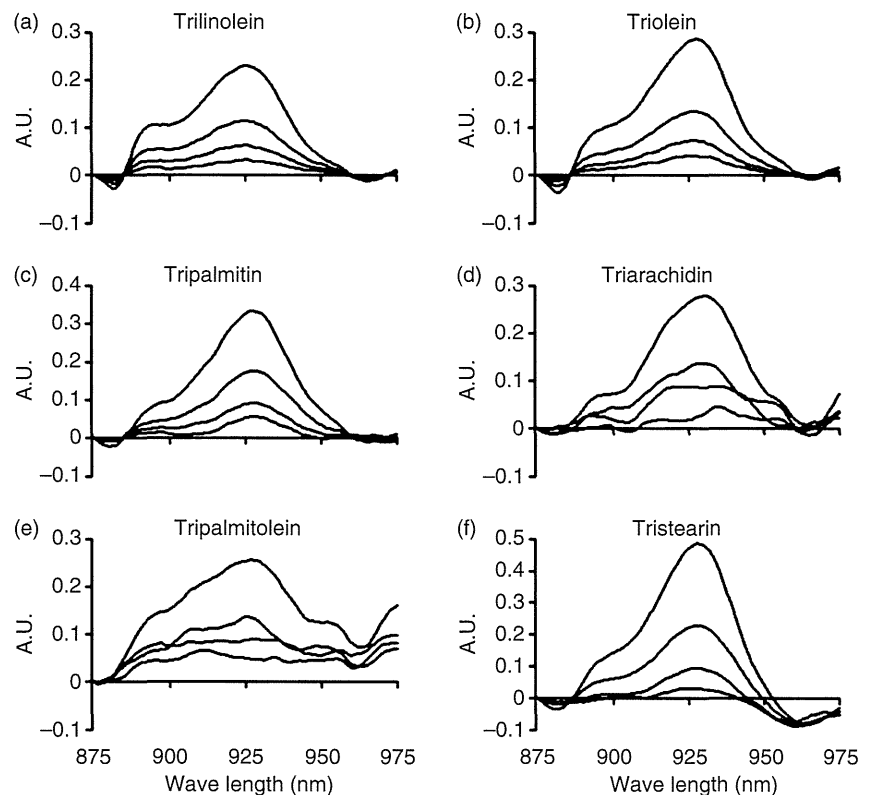 (a) Trilinolein
0.3
0.2
0.1
0
−0.1
A.U.
(b) Triolein
0.3
0.2
0.1
0
−0.1
A.U.
(c) Tripalmitin
0.4
0.3
0.2
0.1
0
−0.1
A.U.
(d) Triarachidin
0.3
0.2
0.1
0
−0.1
A.U.
(e) Tripalmitolein
0.3
0.2
0.1
0
−0.1
A.U.
875 900 925 950 975
Wave length (nm)
(f) Tristearin
0.5
0.4
0.3
0.2
0.1
0
−0.1
A.U.
875 900 925 950 975
Wave length (nm)